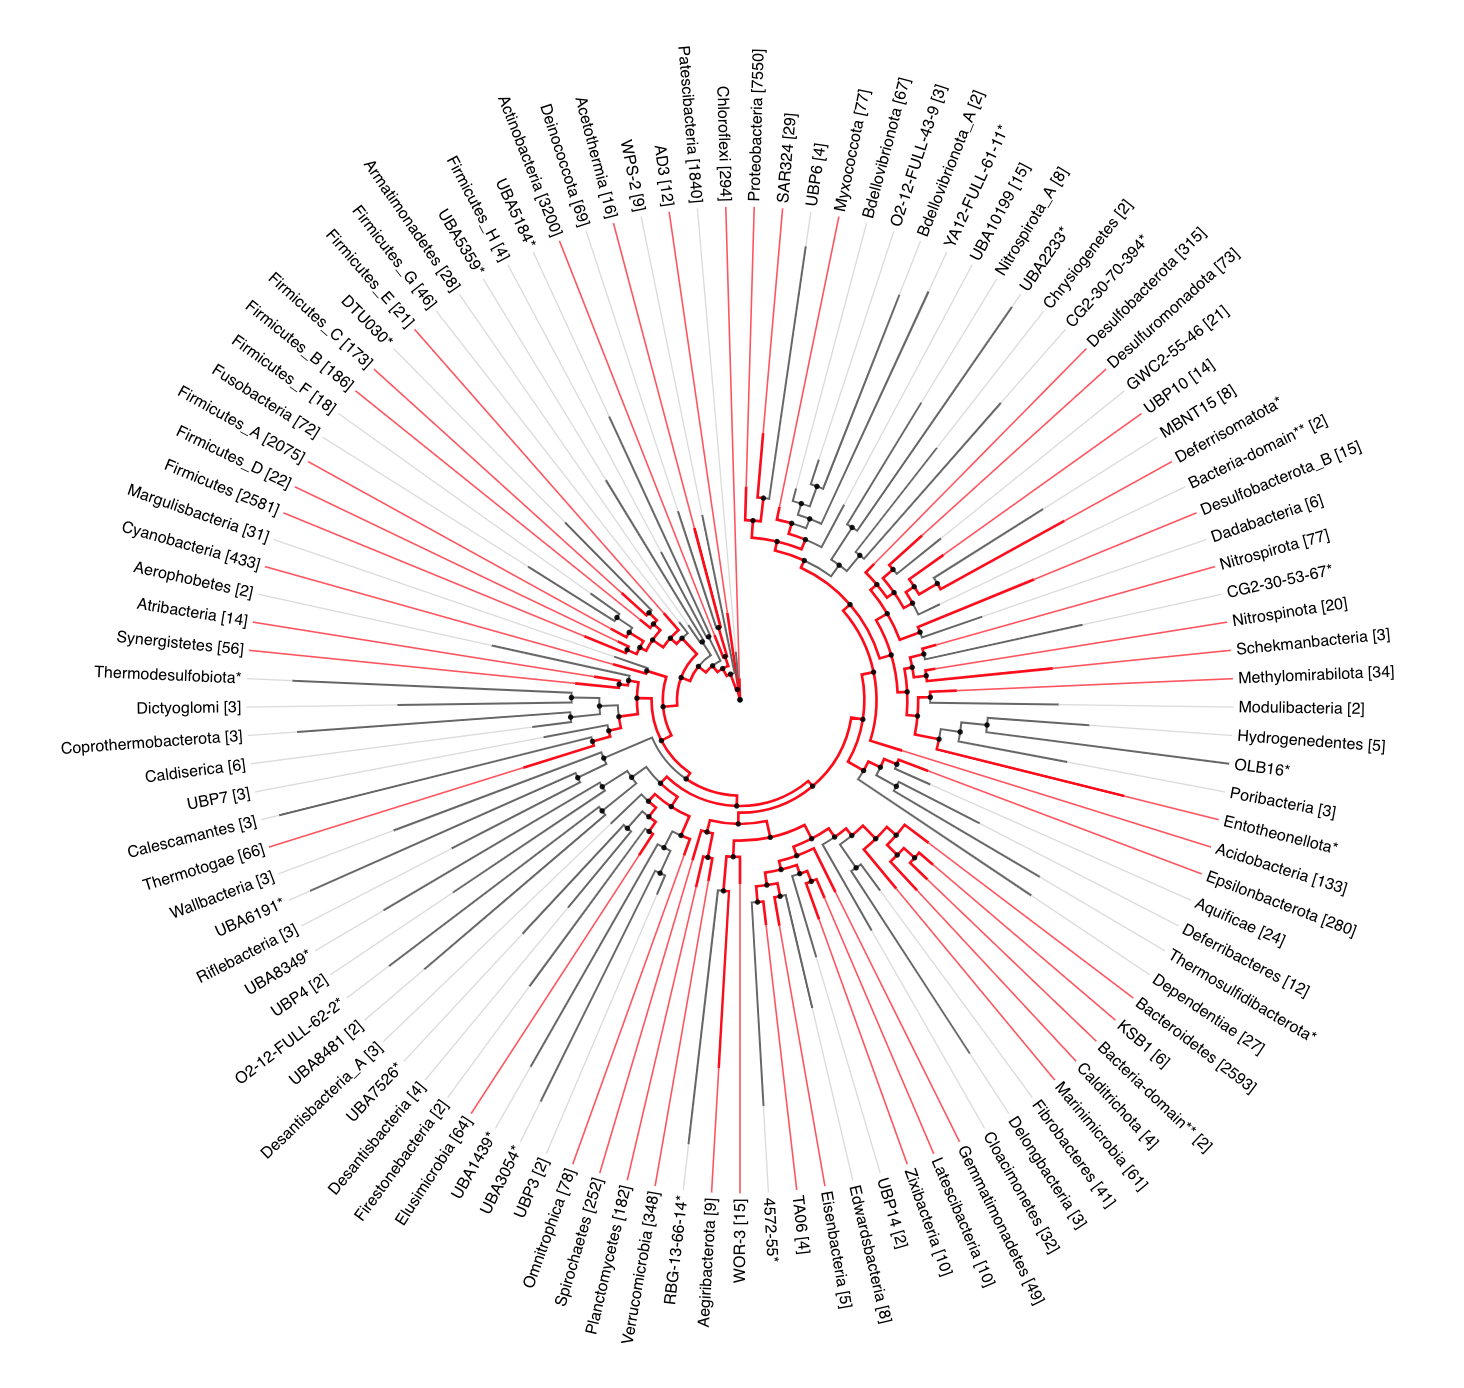 Proteobacteria [7550]
SAR324 [29]
UBP6 [4]
Myxococcota [77]
Bdellovibrionota [67]
O2-12-FULL-43-9 [3]
Bdellovibrionota_A [2]
YA12-FULL-61-11*
UBA10199 [15]
Nitrospirota_A [8]
UBA2233*
Chrysiogenetes [2]
CG2-30-70-394*
Desulfobacterota [315]
Desulfuromonadota [73]
GWC2-55-46 [21]
UBP10 [14]
MBNT15 [8]
Deferrisomatota*
Bacteria-domain** [2]
Desulfobacterota_B [15]
Dadabacteria [6]
Nitrospirota [77]
CG2-30-53-67*
Nitrospinota [20]
Schekmanbacteria [3]
Methylomirabilota [34]
Modulibacteria [2]
Hydrogenedentes [5]
OLB16*
Poribacteria [3]
Entotheonellota*
Acidobacteria [133]
Epsilonbacterota [280]
Aquificae [24]
Deferribacteres [12]
Thermosulfidibacterota*
Dependentiae [27]
Bacteroidetes [2593]
KSB1 [6]
Bacteria-domain** [2]
Calditrichota [4]
Marinimicrobia [61]
Fibrobacteres [41]
Delongbacteria [3]
Cloacimonetes [32]
Gemmatimonadetes [49]
Latescibacteria [10]
Zixibacteria [10]
UBP14 [2]
Edwardsbacteria [8]
Eisenbacteria [5]
TA06 [4]
4572-55*
WOR-3 [15]
Aegiribacterota [9]
RBG-13-66-14*
Verrucomicrobia [348]
Planctomycetes [182]
Spirochaetes [252]
Omnitrophica [78]
UBP3 [2]
UBA3054*
UBA1439*
Elusimicrobia [64]
Firestonebacteria [2]
Desantisbacteria [4]
UBA7526*
Desantisbacteria_A [3]
UBA8481 [2]
O2-12-FULL-62-2*
UBP4 [2]
UBA8349*
Riflebacteria [3]
UBA6191*
Wallbacteria [3]
Thermotogae [66]
Calescamantes [3]
UBP7 [3]
Caldiserica [6]
Coprothermobacterota [3]
Dictyoglomi [3]
Thermodesulfobiota*
Synergistetes [56]
Atribacteria [14]
Aerophobetes [2]
Cyanobacteria [433]
Margulisbacteria [31]
Firmicutes [2581]
Firmicutes_D [22]
Firmicutes_A [2075]
Fusobacteria [72]
Firmicutes_F [18]
Firmicutes_B [186]
Firmicutes_C [173]
DTU030*
Firmicutes_E [21]
Firmicutes_G [46]
Armatimonadetes [28]
UBA5359*
Firmicutes_H [4]
UBA5184*
Actinobacteria [3200]
Deinococcota [69]
Acetothermia [16]
WPS-2 [9]
AD3 [12]
Patescibacteria [1840]
Chloroflexi [294]